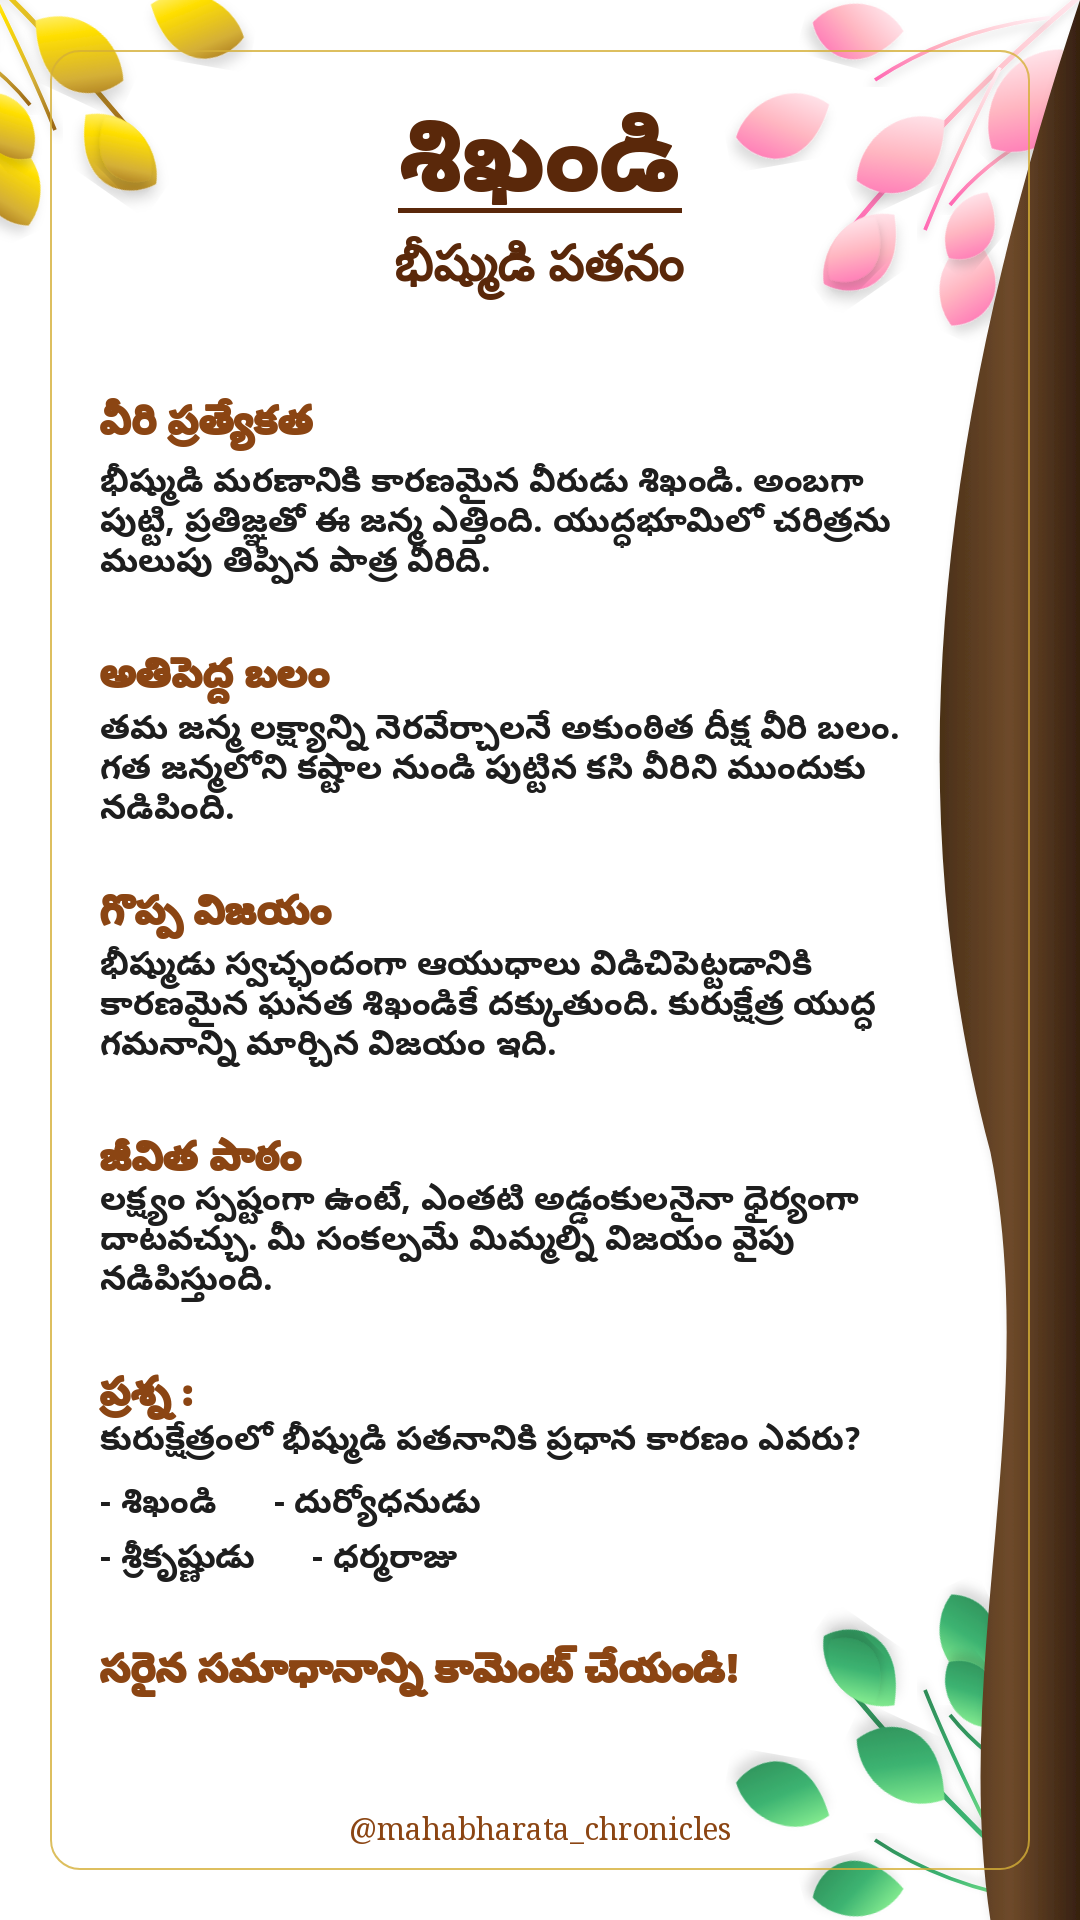 శిఖండి
భీష్ముడి పతనం
వీరి ప్రత్యేకత
భీష్ముడి మరణానికి కారణమైన వీరుడు శిఖండి. అంబగా
పుట్టి, ప్రతిజ్ఞతో ఈ జన్మ ఎత్తింది. యుద్ధభూమిలో చరిత్రను
మలుపు తిప్పిన పాత్ర వీరిది.
అతిపెద్ద బలం
తమ జన్మ లక్ష్యాన్ని నెరవేర్చాలనే అకుంఠిత దీక్ష వీరి బలం.
గత జన్మలోని కష్టాల నుండి పుట్టిన కసి వీరిని ముందుకు
నడిపింది.
గొప్ప విజయం
భీష్ముడు స్వచ్ఛందంగా ఆయుధాలు విడిచిపెట్టడానికి
కారణమైన ఘనత శిఖండికే దక్కుతుంది. కురుక్షేత్ర యుద్ధ
గమనాన్ని మార్చిన విజయం ఇది.
జీవిత పాఠం
లక్ష్యం స్పష్టంగా ఉంటే, ఎంతటి అడ్డంకులనైనా ధైర్యంగా
దాటవచ్చు. మీ సంకల్పమే మిమ్మల్ని విజయం వైపు
నడిపిస్తుంది.
ప్రశ్న :
కురుక్షేత్రంలో భీష్ముడి పతనానికి ప్రధాన కారణం ఎవరు?
- శిఖండి - దుర్యోధనుడు
- శ్రీకృష్ణుడు - ధర్మరాజు
సరైన సమాధానాన్ని కామెంట్ చేయండి!
@mahabharata_chronicles